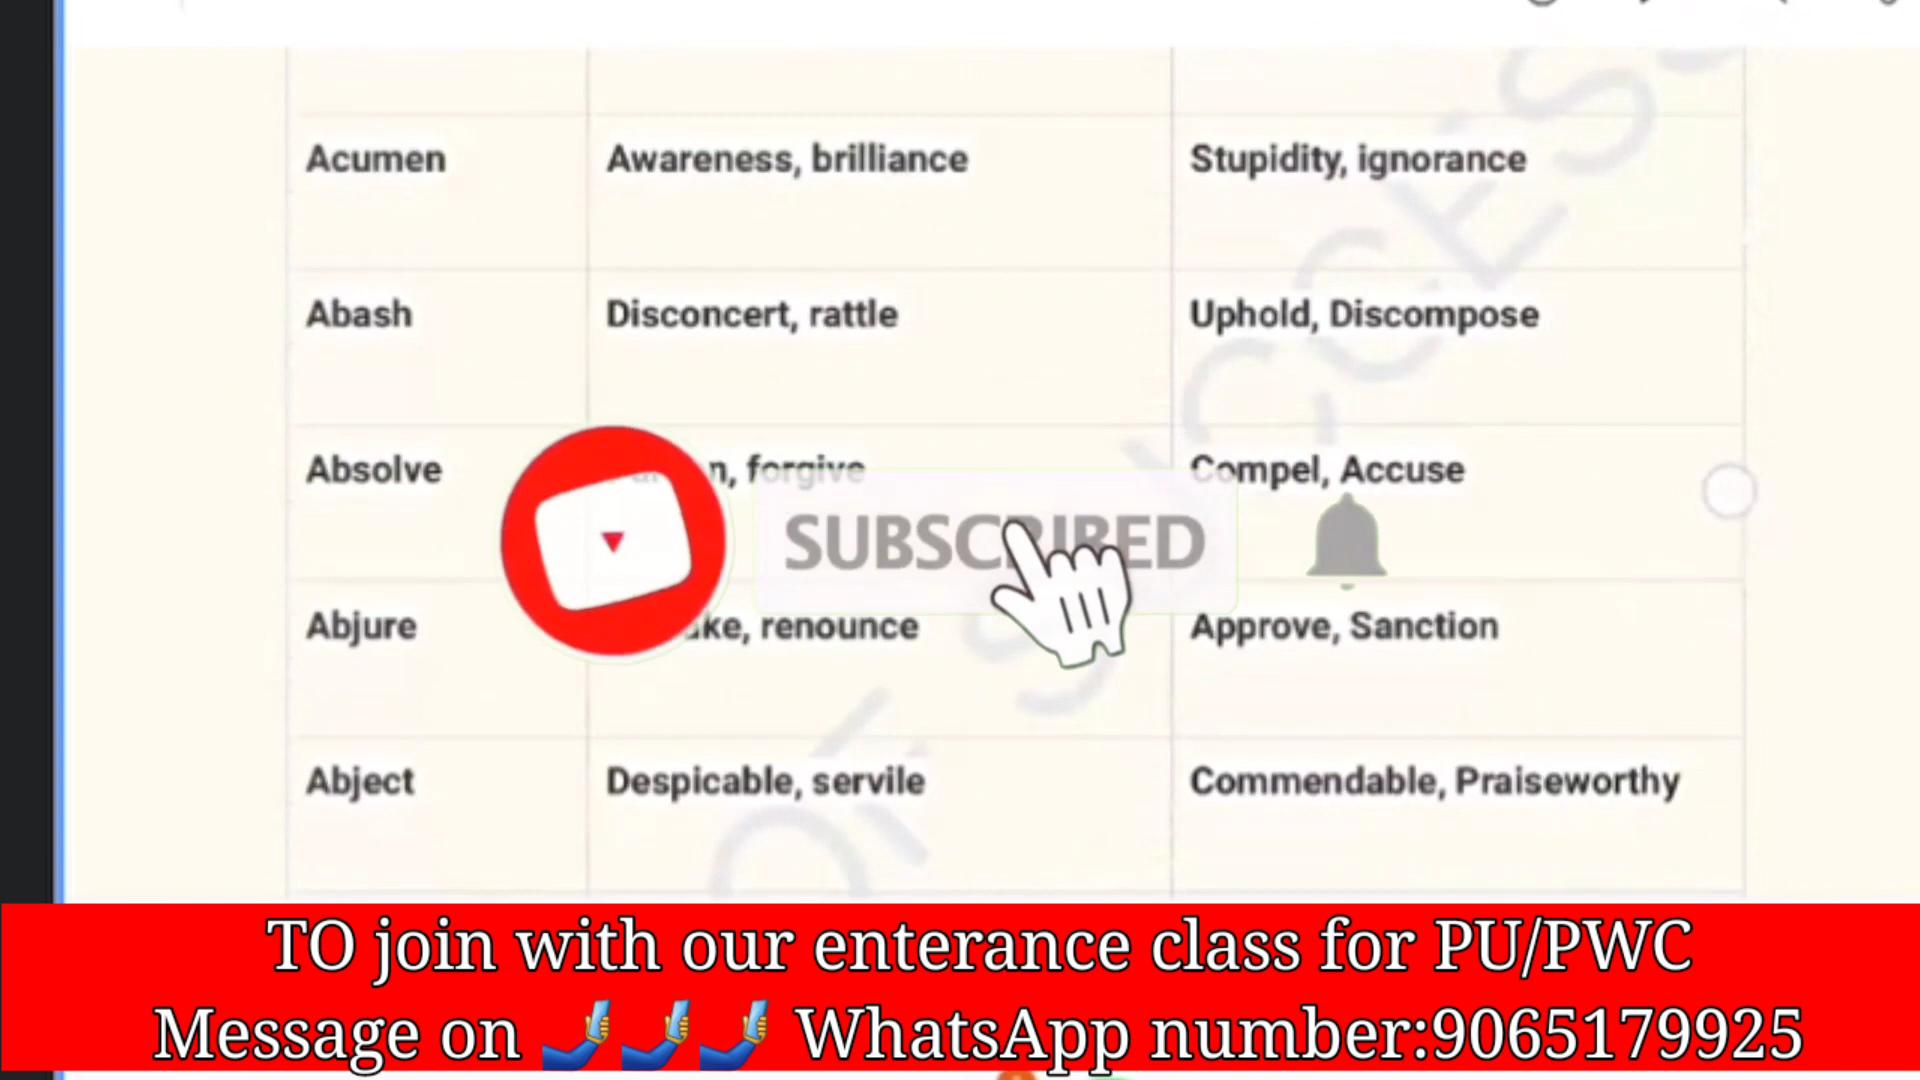 Acumen Awareness, brilliance Stupidity, ignorance
Abash Disconcert, rattle Uphold, Discompose
Absolve forgive Compel, Accuse
SUBSCRIBED
Abjure renounce Approve, Sanction
Abject Despicable, servile Commendable, Praiseworthy
TO join with our enterance class for PU/PWC
Message on WhatsApp number:9065179925